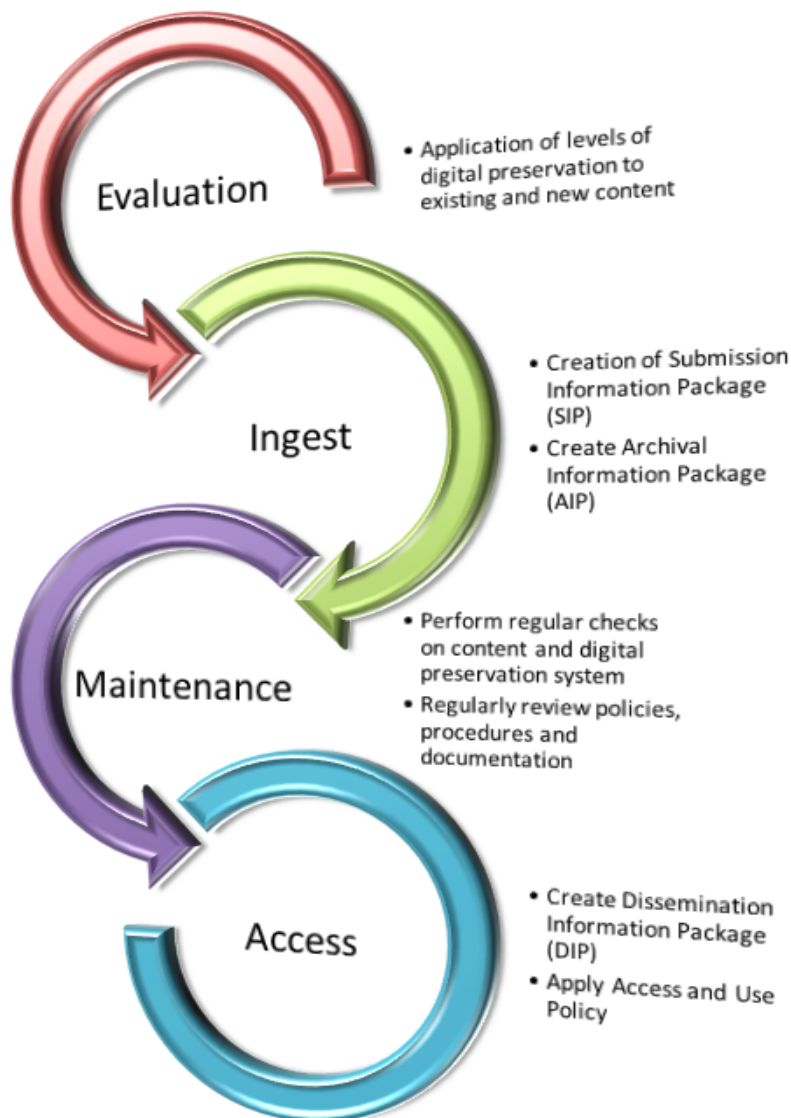 Evaluation
• Application of levels of
digital preservation to
existing and new content
Ingest
• Creation of Submission
Information Package
(SIP)
• Create Archival
Information Package
(AIP)
Maintenance
• Perform regular checks
on content and digital
preservation system
• Regularly review policies,
procedures and
documentation
Access
• Create Dissemination
Information Package
(DIP)
• Apply Access and Use
Policy